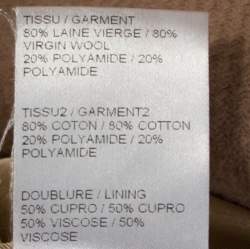 TISSU / GARMENT
80% LAINE VIERGE / 80%
VIRGIN WOOL
20% POLYAMIDE / 20%
POLYAMIDE
TISSU2 / GARMENT2
80% COTON / 80% COTTON
20% POLYAMIDE / 20%
POLYAMIDE
DOUBLURE / LINING
50% CUPRO / 50% CUPRO
50% VISCOSE / 50%
VISCOSE